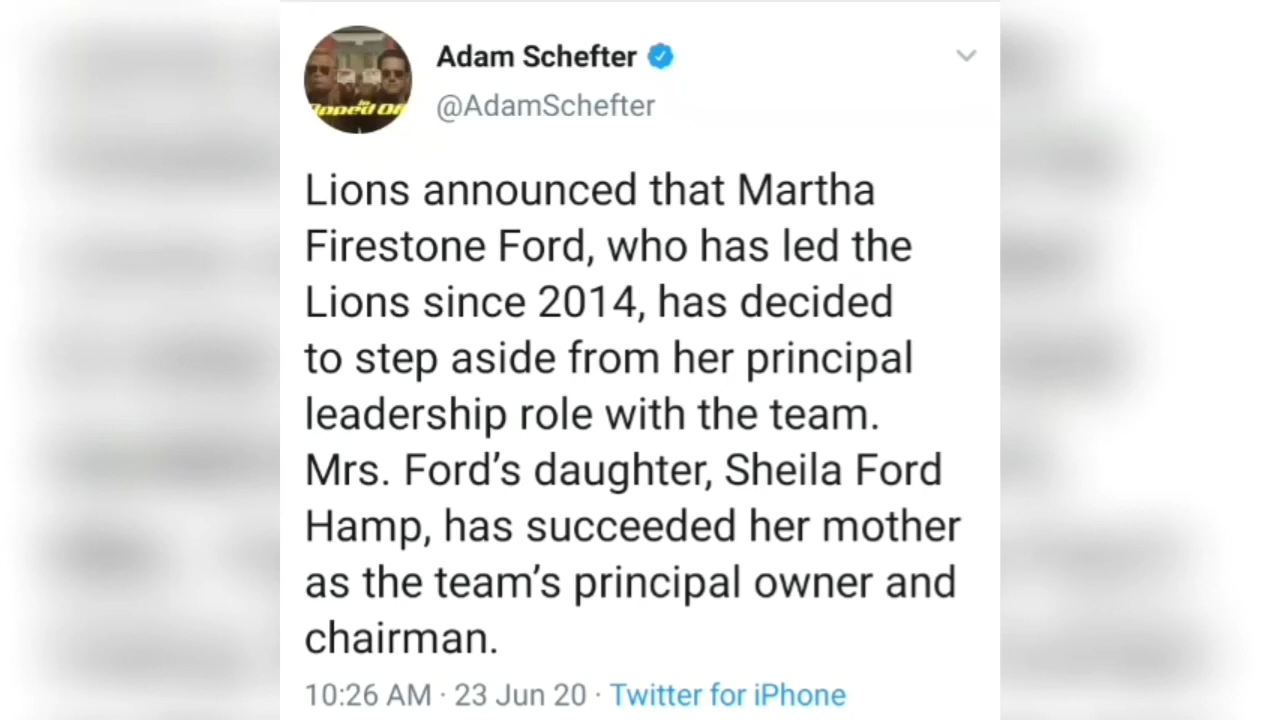 Adam Schefter
@AdamSchefter
Lions announced that Martha
Firestone Ford, who has led the
Lions since 2014, has decided
to step aside from her principal
leadership role with the team.
Mrs. Ford’s daughter, Sheila Ford
Hamp, has succeeded her mother
as the team’s principal owner and
chairman.
10:26 AM · 23 Jun 20 · Twitter for iPhone